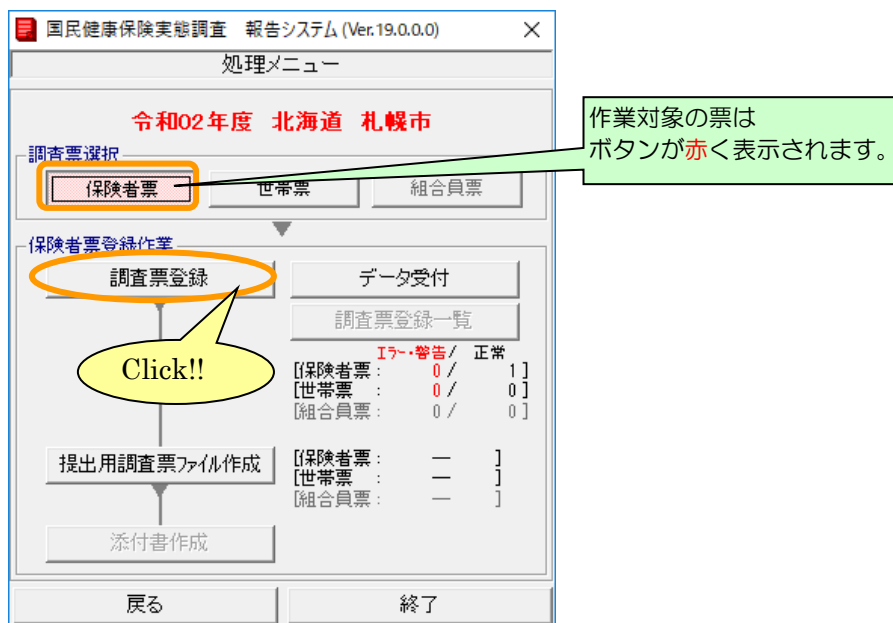 国民健康保険実態調査 報告システム (Ver.19.0.0.0)
処理メニュー
令和02年度 北海道 札幌市
作業対象の票は
ボタンが赤く表示されます。
調査票選択
保険者票 世帯票 組合員票
保険者票登録作業
調査票登録 データ受付
調査票登録一覧
Click!!
エラー・警告/ 正常
[保険者票: 0/ 1]
[世帯票 : 0/ 0]
[組合員票: 0/ 0]
提出用調査票ファイル作成
[保険者票: ― ]
[世帯票 : ― ]
[組合員票: ― ]
添付書作成
戻る 終了